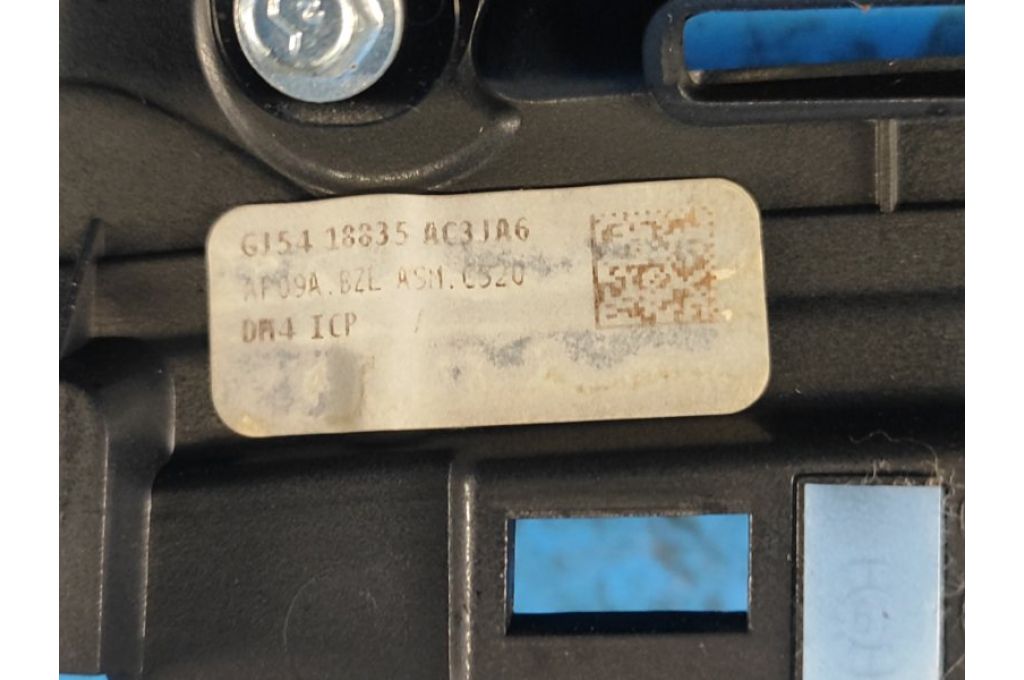 GJ54 18835 AC3JA6
AP09A.BZL ASM.C520
DM4 ICP /